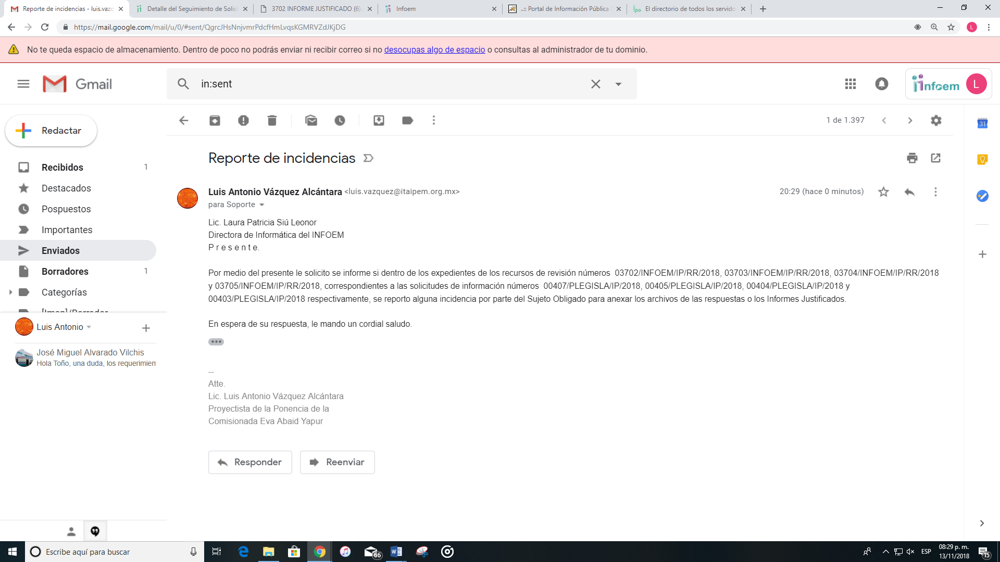 Reporte de incidencias - luis.vazq
Detalle del Seguimiento de Solici
3702 INFORME JUSTIFICADO (6).
Infoem
..:: Portal de Información Pública
ipo El directorio de todos los servido
https://mail.google.com/mail/u/0/#sent/QgrcJHsNnjvmrPdcfHmLvqsKGMRVZdJKjDG
L
No te queda espacio de almacenamiento. Dentro de poco no podrás enviar ni recibir correo si no desocupas algo de espacio o consultas al administrador de tu dominio.
Gmail
in:sent
infoem
L
Redactar
1 de 1.397
31
Recibidos 1
Destacados
Pospuestos
Importantes
Enviados
Borradores 1
Categorías
[Imap]/Borrador
Luis Antonio
José Miguel Alvarado Vilchis
Hola Toño, una duda, los requerimien
Reporte de incidencias
Luis Antonio Vázquez Alcántara <luis.vazquez@itaipem.org.mx>
20:29 (hace 0 minutos)
para Soporte
Lic. Laura Patricia Siú Leonor
Directora de Informática del INFOEM
P r e s e n t e.
Por medio del presente le solicito se informe si dentro de los expedientes de los recursos de revisión números  03702/INFOEM/IP/RR/2018, 03703/INFOEM/IP/RR/2018, 03704/INFOEM/IP/RR/2018
y 03705/INFOEM/IP/RR/2018, correspondientes a las solicitudes de información números  00407/PLEGISLA/IP/2018, 00405/PLEGISLA/IP/2018, 00404/PLEGISLA/IP/2018 y
00403/PLEGISLA/IP/2018 respectivamente, se reporto alguna incidencia por parte del Sujeto Obligado para anexar los archivos de las respuestas o los Informes Justificados.
En espera de su respuesta, le mando un cordial saludo.
--
Atte.
Lic. Luis Antonio Vázquez Alcántara
Proyectista de la Ponencia de la
Comisionada Eva Abaid Yapur
Responder
Reenviar
Escribe aquí para buscar
66
ESP
08:29 p. m.
13/11/2018
15